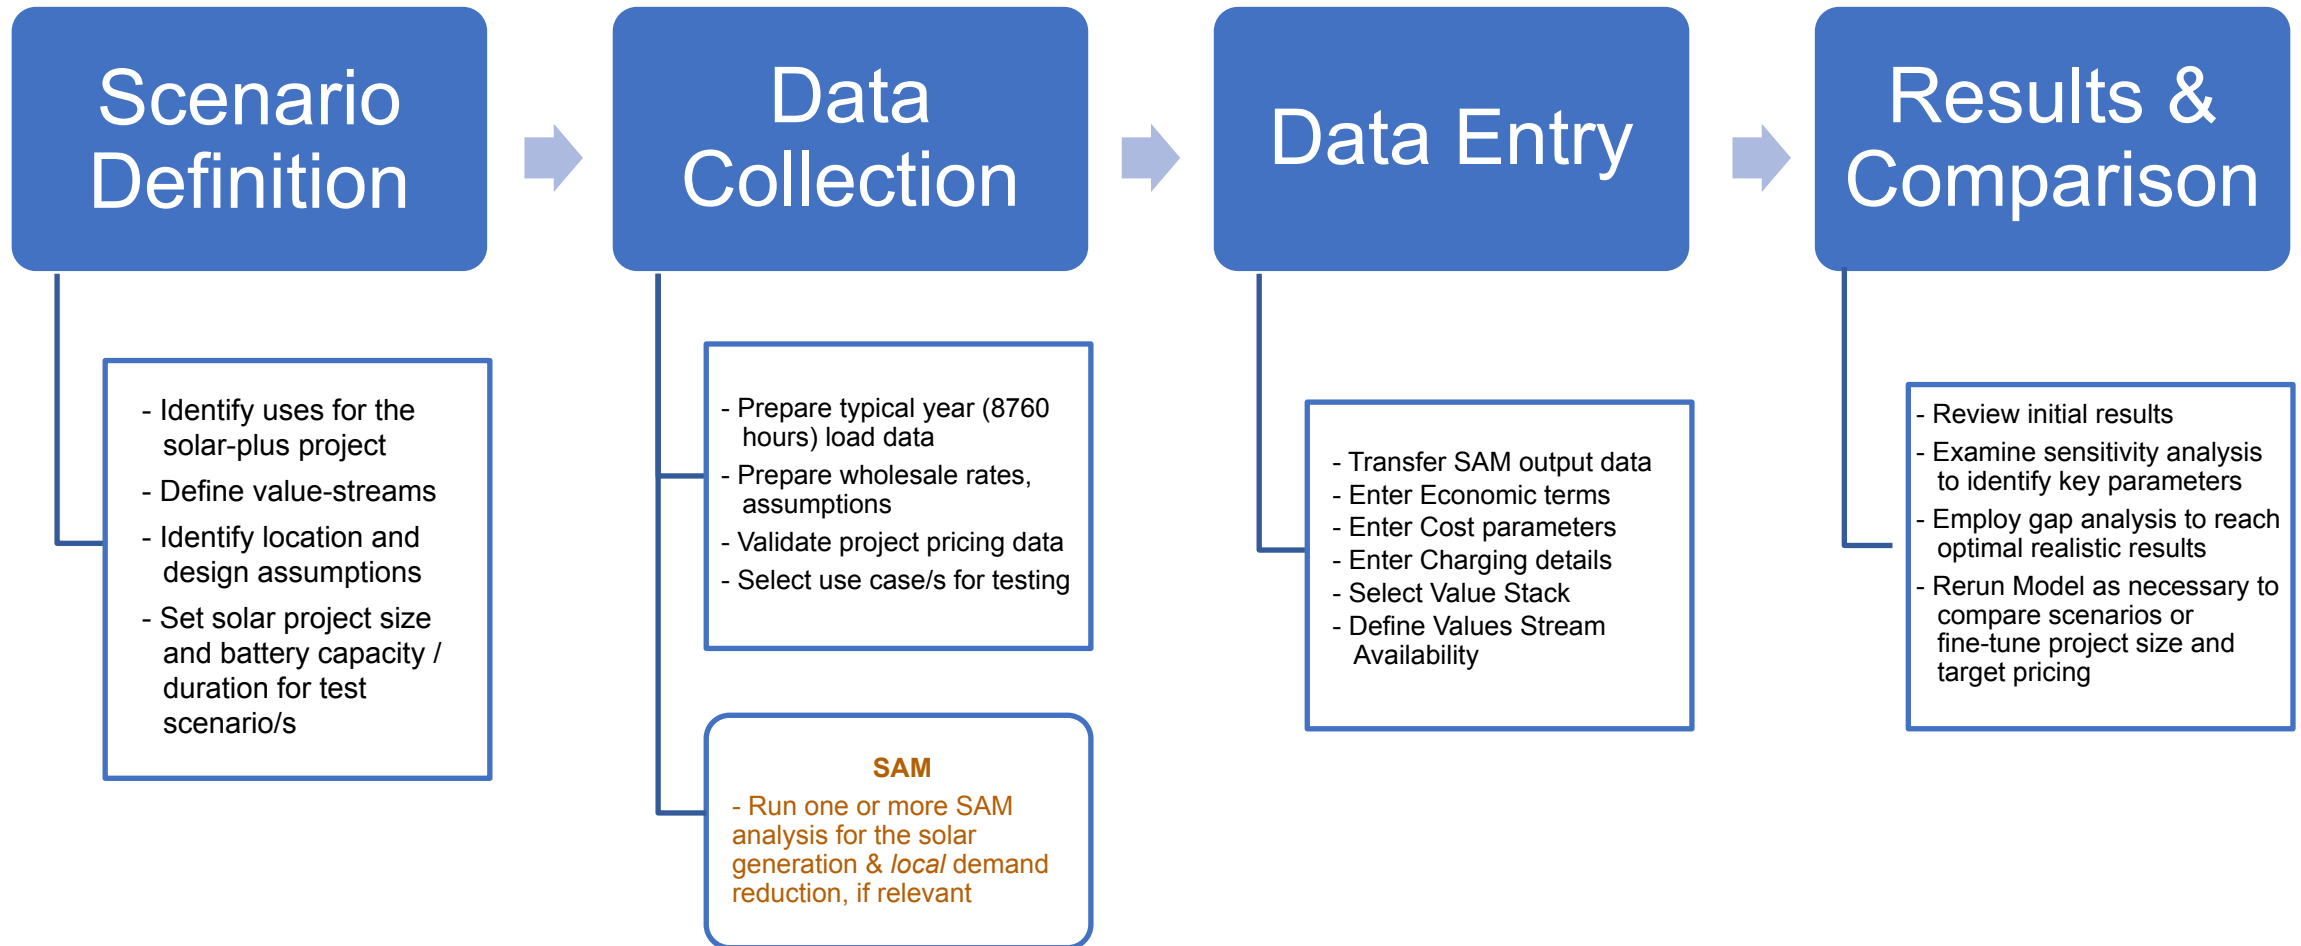 Scenario
Definition
- Identify uses for the
solar-plus project
- Define value-streams
- Identify location and
design assumptions
- Set solar project size
and battery capacity /
duration for test
scenario/s
Data
Collection
- Prepare typical year (8760
hours) load data
- Prepare wholesale rates,
assumptions
- Validate project pricing data
- Select use case/s for testing
SAM
- Run one or more SAM
analysis for the solar
generation & local demand
reduction, if relevant
Data Entry
- Transfer SAM output data
- Enter Economic terms
- Enter Cost parameters
- Enter Charging details
- Select Value Stack
- Define Values Stream
Availability
Results &
Comparison
- Review initial results
- Examine sensitivity analysis
to identify key parameters
- Employ gap analysis to reach
optimal realistic results
- Rerun Model as necessary to
compare scenarios or
fine-tune project size and
target pricing